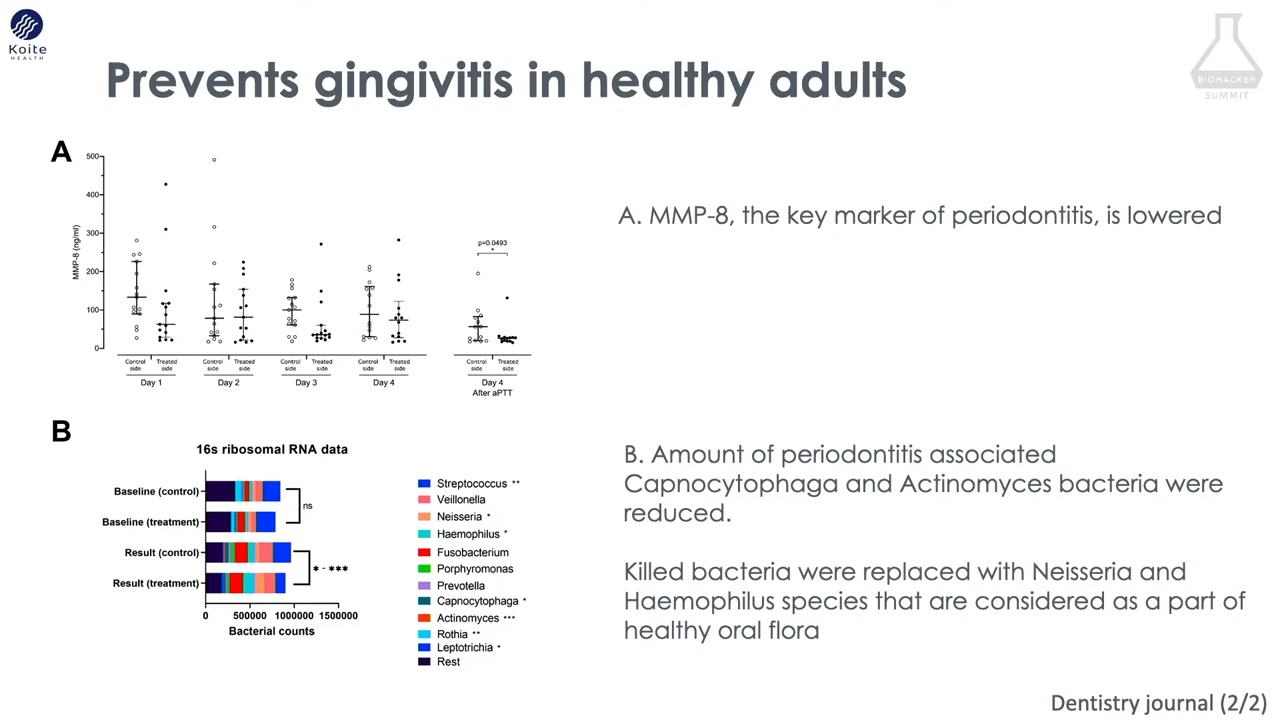 Koite
HEALTH
Prevents gingivitis in healthy adults
BIOHACKER
SUMMIT
A
500
400
300
200
100
0
MMP-8 (ng/ml)
p=0.0493
*
Control side
Treated side
Control side
Treated side
Control side
Treated side
Control side
Treated side
Control side
Treated side
Day 1
Day 2
Day 3
Day 4
Day 4
After aPTT
A. MMP-8, the key marker of periodontitis, is lowered
B
16s ribosomal RNA data
Baseline (control)
Baseline (treatment)
Result (control)
Result (treatment)
ns
* - ***
0 500000 1000000 1500000
Bacterial counts
Streptococcus **
Veillonella
Neisseria *
Haemophilus *
Fusobacterium
Porphyromonas
Prevotella
Capnocytophaga *
Actinomyces ***
Rothia **
Leptotrichia *
Rest
B. Amount of periodontitis associated
Capnocytophaga and Actinomyces bacteria were
reduced.
Killed bacteria were replaced with Neisseria and
Haemophilus species that are considered as a part of
healthy oral flora
Dentistry journal (2/2)